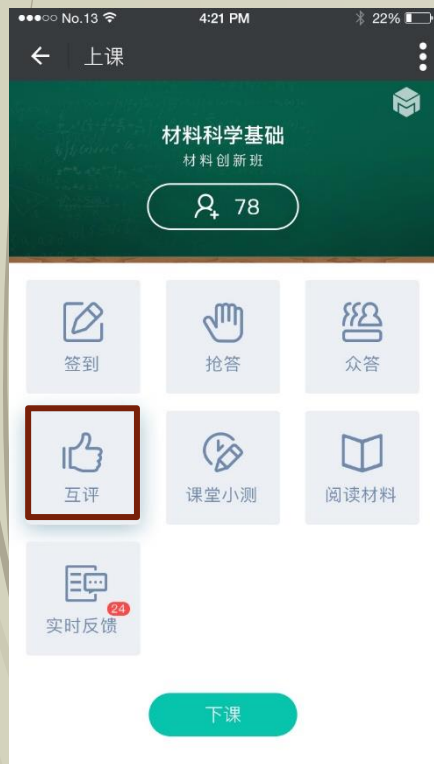 No.13 4:21 PM 22%
上课
材料科学基础
材料创新班
78
签到 抢答 众答
互评 课堂小测 阅读材料
24
实时反馈
下课